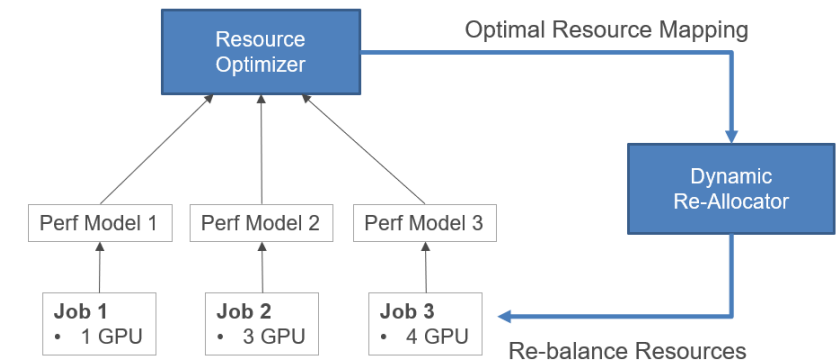 Resource
Optimizer
Optimal Resource Mapping
Dynamic
Re-Allocator
Perf Model 1
Perf Model 2
Perf Model 3
Job 1
• 1 GPU
Job 2
• 3 GPU
Job 3
• 4 GPU
Re-balance Resources